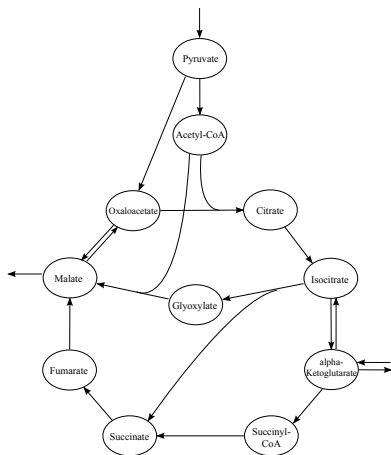 Pyruvate
Acetyl-CoA
Oxaloacetate
Citrate
Malate
Isocitrate
Glyoxylate
Fumarate
alpha-
Ketoglutarate
Succinate
Succinyl-
CoA